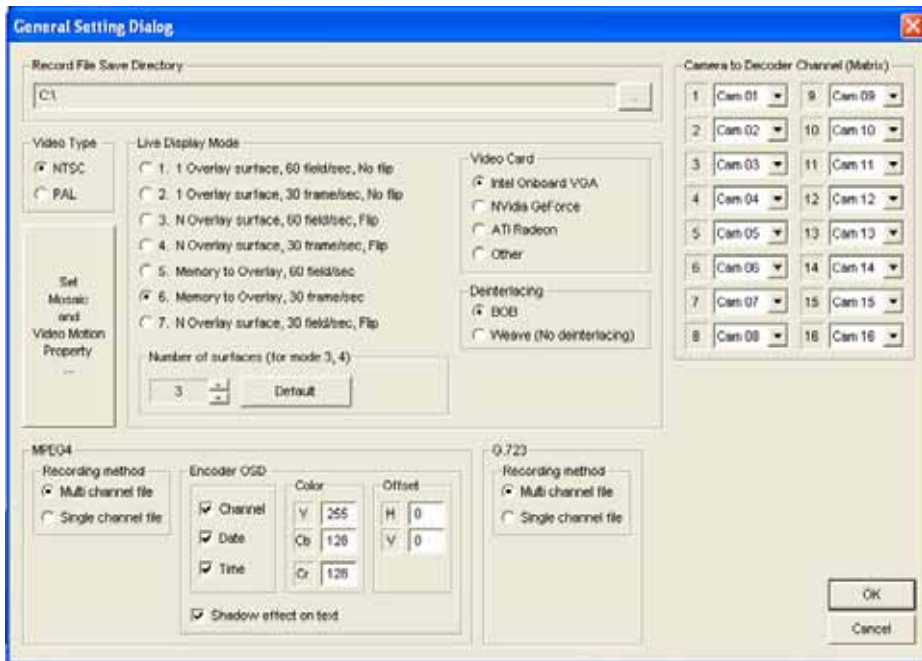 General Setting Dialog
Record File Save Directory
C:\
...
Video Type
NTSC
PAL
Set
Mosaic
and
Video Motion
Property
...
Live Display Mode
1. 1 Overlay surface, 60 field/sec, No flip
2. 1 Overlay surface, 30 frame/sec, No flip
3. N Overlay surface, 60 field/sec, Flip
4. N Overlay surface, 30 frame/sec, Flip
5. Memory to Overlay, 60 field/sec
6. Memory to Overlay, 30 frame/sec
7. N Overlay surface, 30 field/sec, Flip
Number of surfaces (for mode 3, 4)
3 Default
Video Card
Intel Onboard VGA
NVidia GeForce
ATI Radeon
Other
Deinterlacing
BOB
Weave (No deinterlacing)
Camera to Decoder Channel (Matrix)
1 Cam 01 9 Cam 09
2 Cam 02 10 Cam 10
3 Cam 03 11 Cam 11
4 Cam 04 12 Cam 12
5 Cam 05 13 Cam 13
6 Cam 06 14 Cam 14
7 Cam 07 15 Cam 15
8 Cam 08 16 Cam 16
MPEG4
Recording method
Multi channel file
Single channel file
Encoder OSD
Channel
Date
Time
Color
Y 255
Cb 128
Cr 128
Offset
H 0
V 0
Shadow effect on text
G.723
Recording method
Multi channel file
Single channel file
OK
Cancel